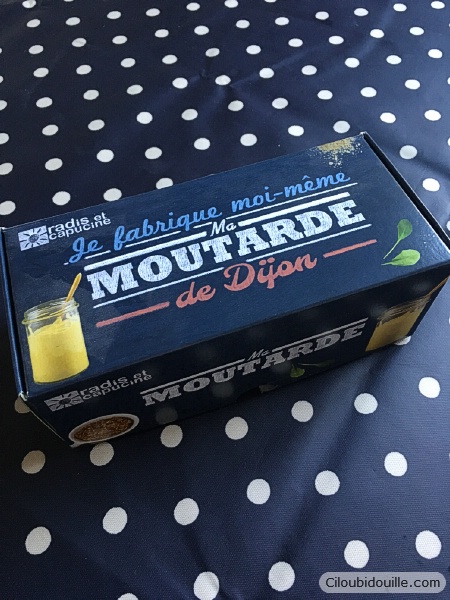 radis et
capucine
Je fabrique moi-même
Ma
MOUTARDE
de Dijon
radis et
capucine
Ma
MOUTARDE
Ciloubidouille.com